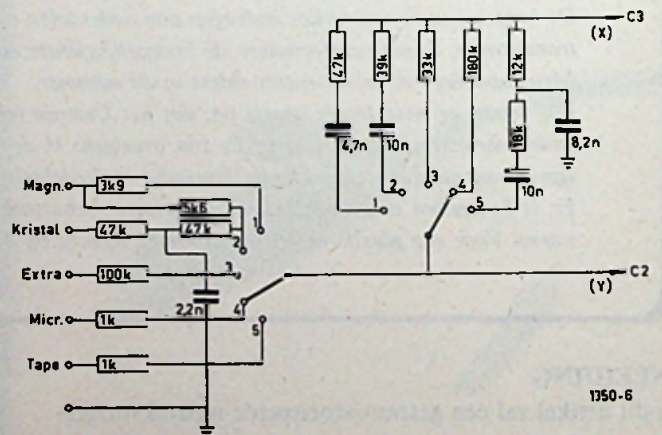 C3
(X)
47k
39k
33k
180k
12k
18k
8,2n
4,7n
10n
10n
1
2
3
4
5
Magn.
3k9
5k6
1
Kristal
47k
47k
2
Extra
100k
3
C2
(Y)
2,2n
4
Micr.
1k
5
Tape
1k
1350-6